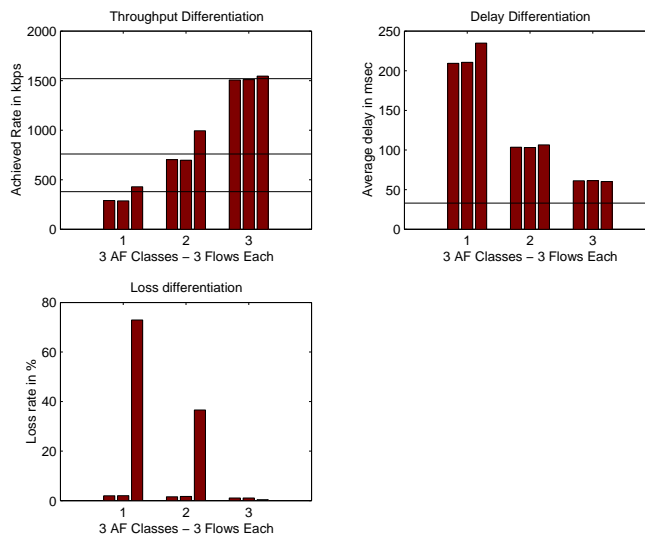 Throughput Differentiation
2000
1500
1000
500
0
Achieved Rate in kbps
1 2 3
3 AF Classes − 3 Flows Each
Delay Differentiation
250
200
150
100
50
0
Average delay in msec
1 2 3
3 AF Classes − 3 Flows Each
Loss differentiation
80
60
40
20
0
Loss rate in %
1 2 3
3 AF Classes − 3 Flows Each